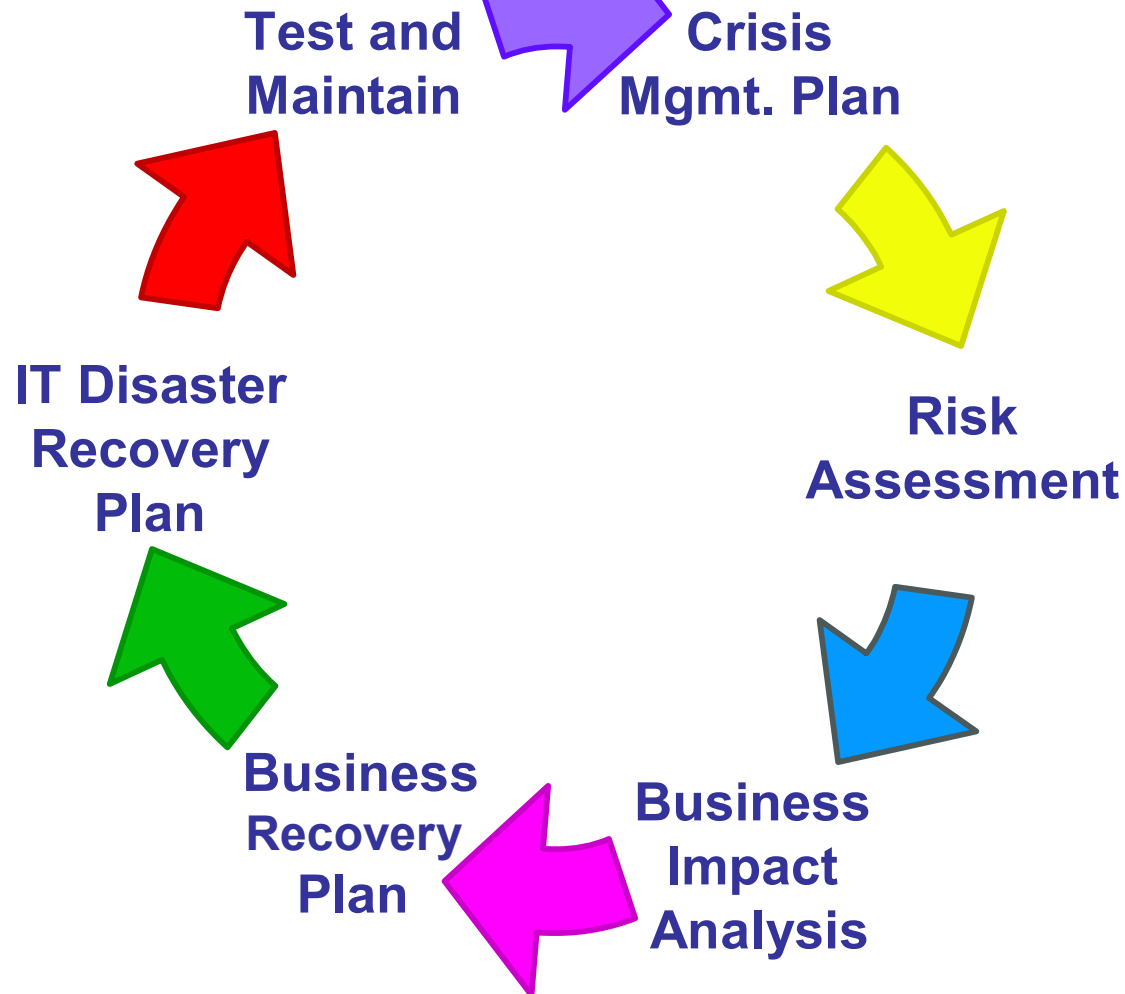 Test and
Maintain
Crisis
Mgmt. Plan
Risk
Assessment
Business
Impact
Analysis
Business
Recovery
Plan
IT Disaster
Recovery
Plan